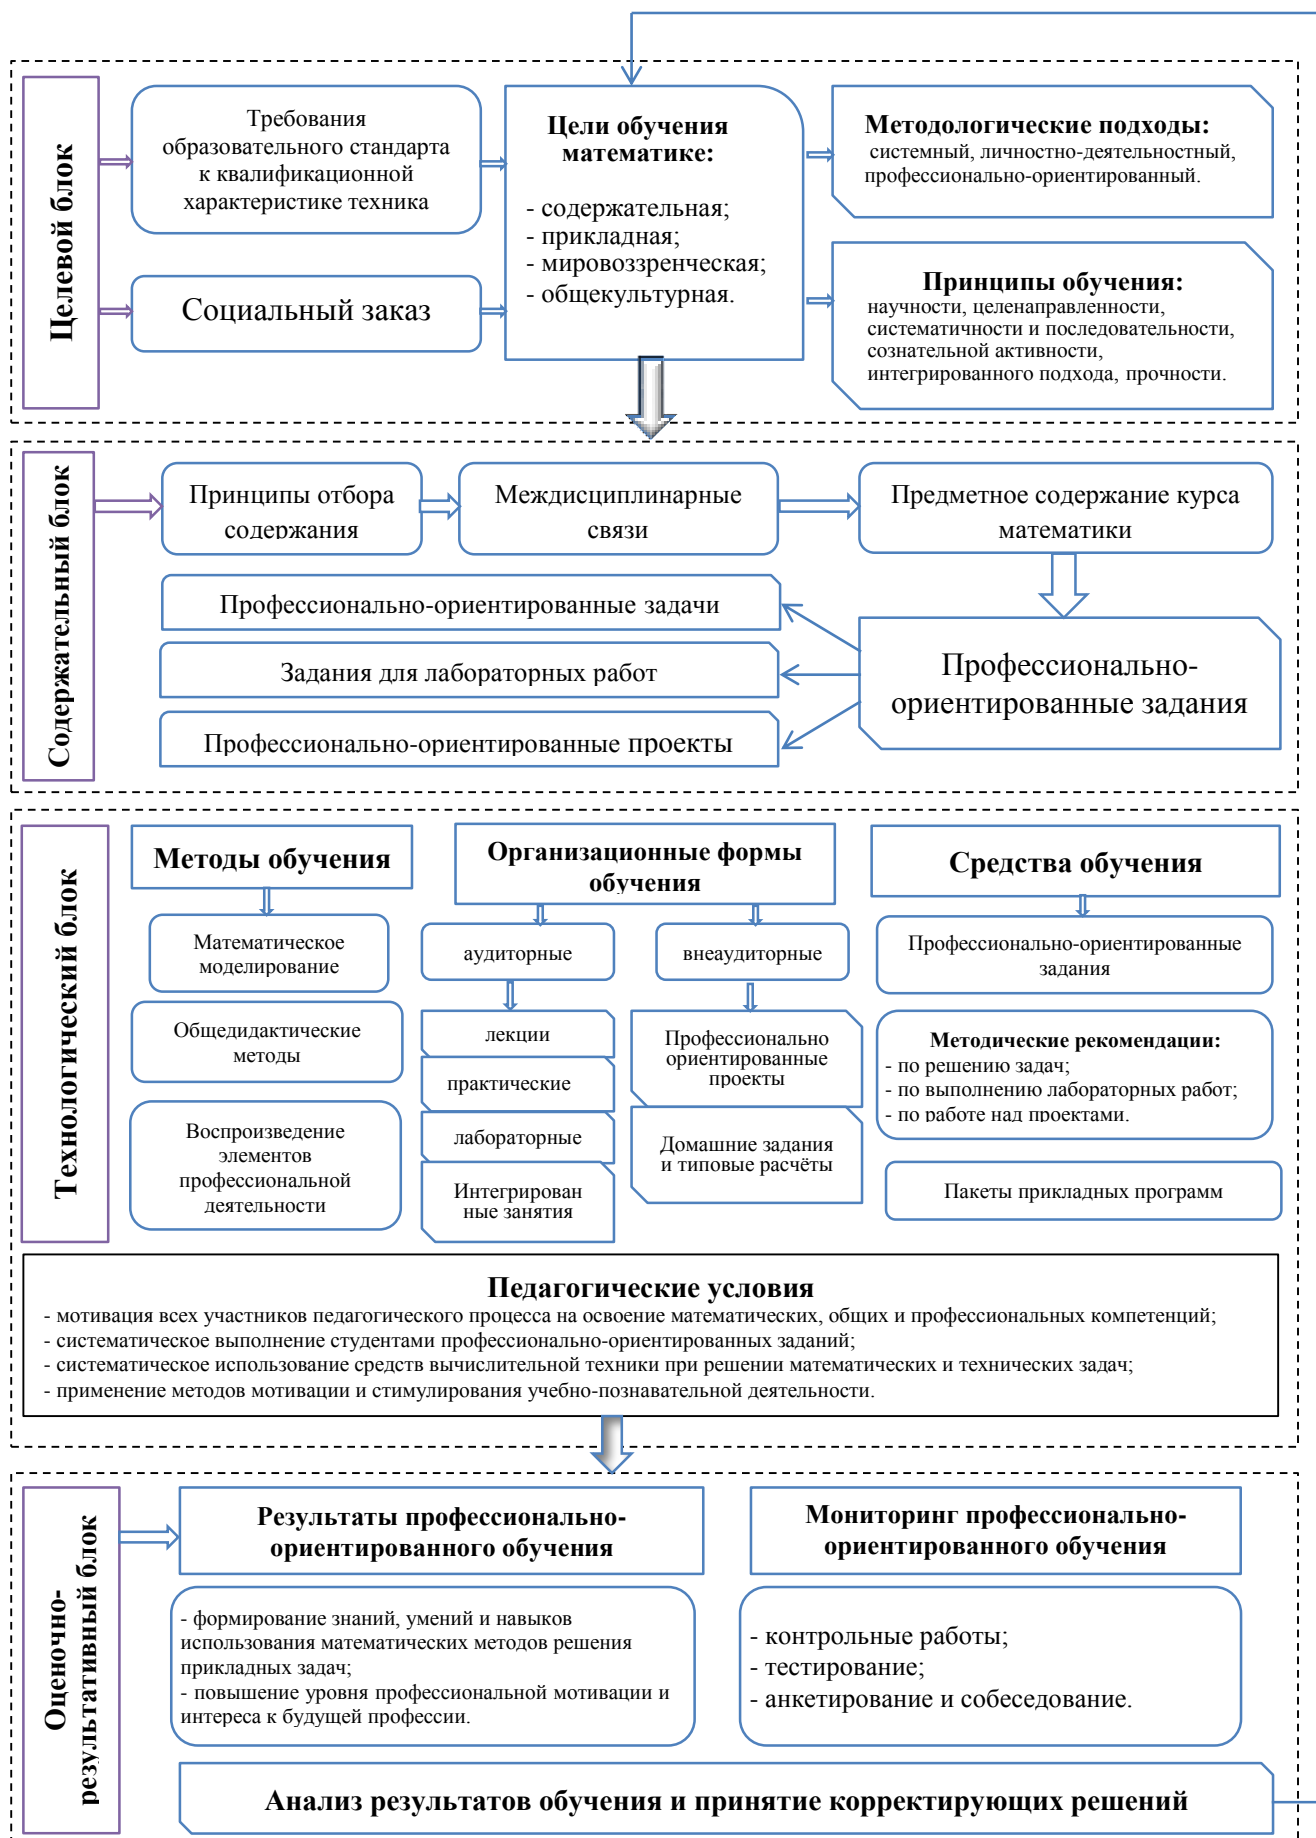 Целевой блок
Требования
образовательного стандарта
к квалификационной
характеристике техника
Социальный заказ
Цели обучения
математике:
- содержательная;
- прикладная;
- мировоззренческая;
- общекультурная.
Методологические подходы:
системный, личностно-деятельностный,
профессионально-ориентированный.
Принципы обучения:
научности, целенаправленности,
систематичности и последовательности,
сознательной активности,
интегрированного подхода, прочности.
Содержательный блок
Принципы отбора
содержания
Междисциплинарные
связи
Предметное содержание курса
математики
Профессионально-ориентированные задачи
Задания для лабораторных работ
Профессионально-ориентированные проекты
Профессионально-
ориентированные задания
Технологический блок
Методы обучения
Математическое
моделирование
Общедидактические
методы
Воспроизведение
элементов
профессиональной
деятельности
Организационные формы
обучения
аудиторные
лекции
практические
лабораторные
Интегрирован
ные занятия
внеаудиторные
Профессионально
ориентированные
проекты
Домашние задания
и типовые расчёты
Средства обучения
Профессионально-ориентированные
задания
Методические рекомендации:
- по решению задач;
- по выполнению лабораторных работ;
- по работе над проектами.
Пакеты прикладных программ
Педагогические условия
- мотивация всех участников педагогического процесса на освоение математических, общих и профессиональных компетенций;
- систематическое выполнение студентами профессионально-ориентированных заданий;
- систематическое использование средств вычислительной техники при решении математических и технических задач;
- применение методов мотивации и стимулирования учебно-познавательной деятельности.
Оценочно-
результативный блок
Результаты профессионально-
ориентированного обучения
- формирование знаний, умений и навыков
использования математических методов решения
прикладных задач;
- повышение уровня профессиональной мотивации и
интереса к будущей профессии.
Мониторинг профессионально-
ориентированного обучения
- контрольные работы;
- тестирование;
- анкетирование и собеседование.
Анализ результатов обучения и принятие корректирующих решений